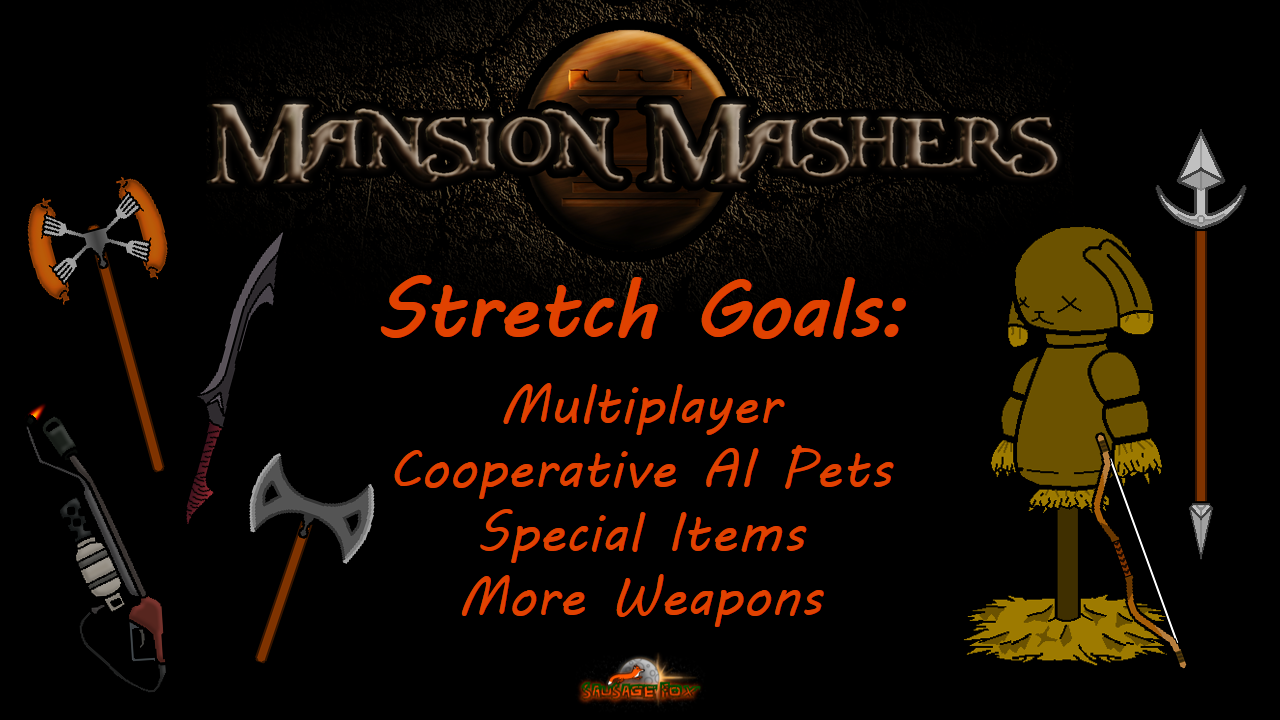 Mansion Mashers
Stretch Goals:
Multiplayer
Cooperative AI Pets
Special Items
More Weapons
Sausage Fox